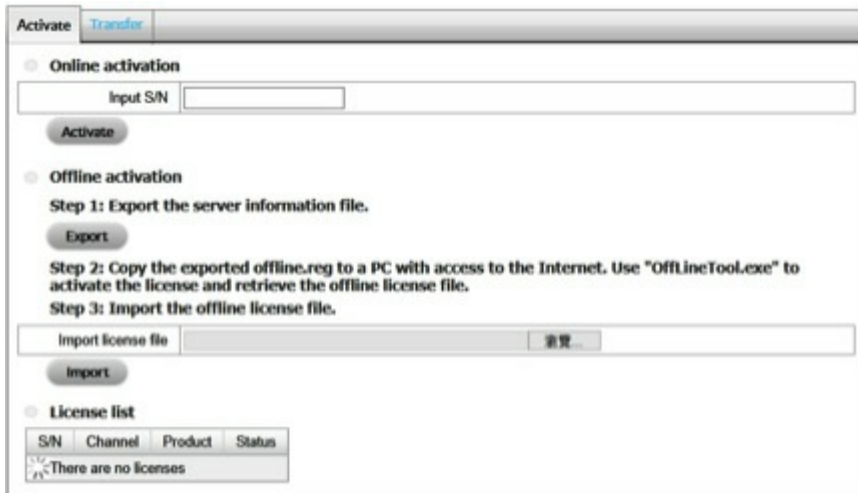 Activate Transfer
Online activation
Input S/N
Activate
Offline activation
Step 1: Export the server information file.
Export
Step 2: Copy the exported offline.reg to a PC with access to the Internet. Use "OffLineTool.exe" to
activate the license and retrieve the offline license file.
Step 3: Import the offline license file.
Import license file 瀏覽...
Import
License list
S/N Channel Product Status
There are no licenses